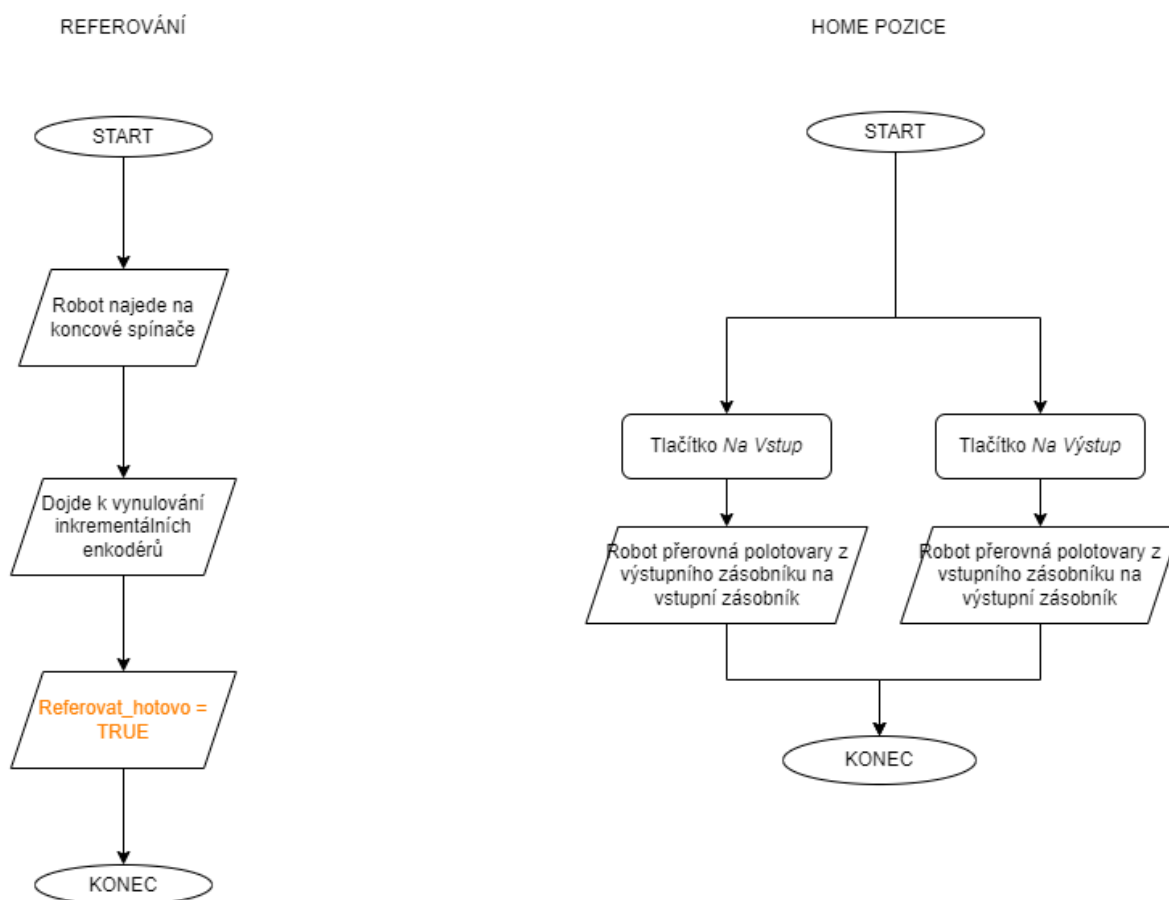 REFEROVÁNÍ
START
Robot najede na
koncové spínače
Dojde k vynulování
inkrementálních
enkodérů
Referovat_hotovo =
TRUE
KONEC
HOME POZICE
START
Tlačítko Na Vstup
Robot přerovná polotovary z
výstupního zásobníku na
vstupní zásobník
Tlačítko Na Výstup
Robot přerovná polotovary z
vstupního zásobníku na
výstupní zásobník
KONEC